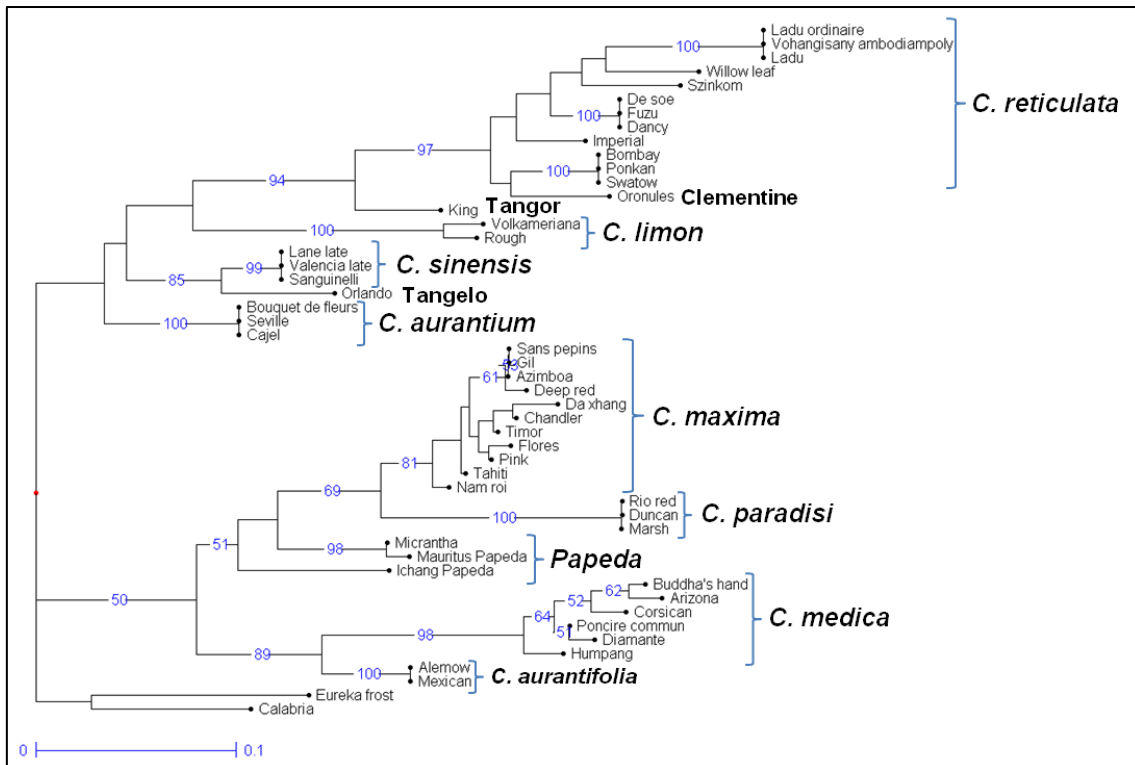 Ladu ordinaire
100
Vohangisany ambodiampoly
Ladu
Willow leaf
Szinkom
C. reticulata
De soe
100
Fuzu
Dancy
Imperial
97
Bombay
100
Ponkan
Swatow
94
Oronules
Clementine
King
Tangor
Volkameriana
100
Rough
C. limon
Lane late
99
Valencia late
Sanguinelli
C. sinensis
85
Orlando
Tangelo
Bouquet de fleurs
100
Seville
Cajel
C. aurantium
Sans pepins
Gil
61
Azimboa
Deep red
Da xhang
Chandler
C. maxima
Timor
Flores
Pink
81
Tahiti
Nam roi
69
Rio red
100
Duncan
Marsh
C. paradisi
Micrantha
98
Mauritus Papeda
51
Ichang Papeda
Papeda
Buddha's hand
62
Arizona
52
Corsican
64
Poncire commun
51
Diamante
C. medica
98
Humpang
50
89
Alemow
100
Mexican
C. aurantifolia
Eureka frost
Calabria
0
0.1